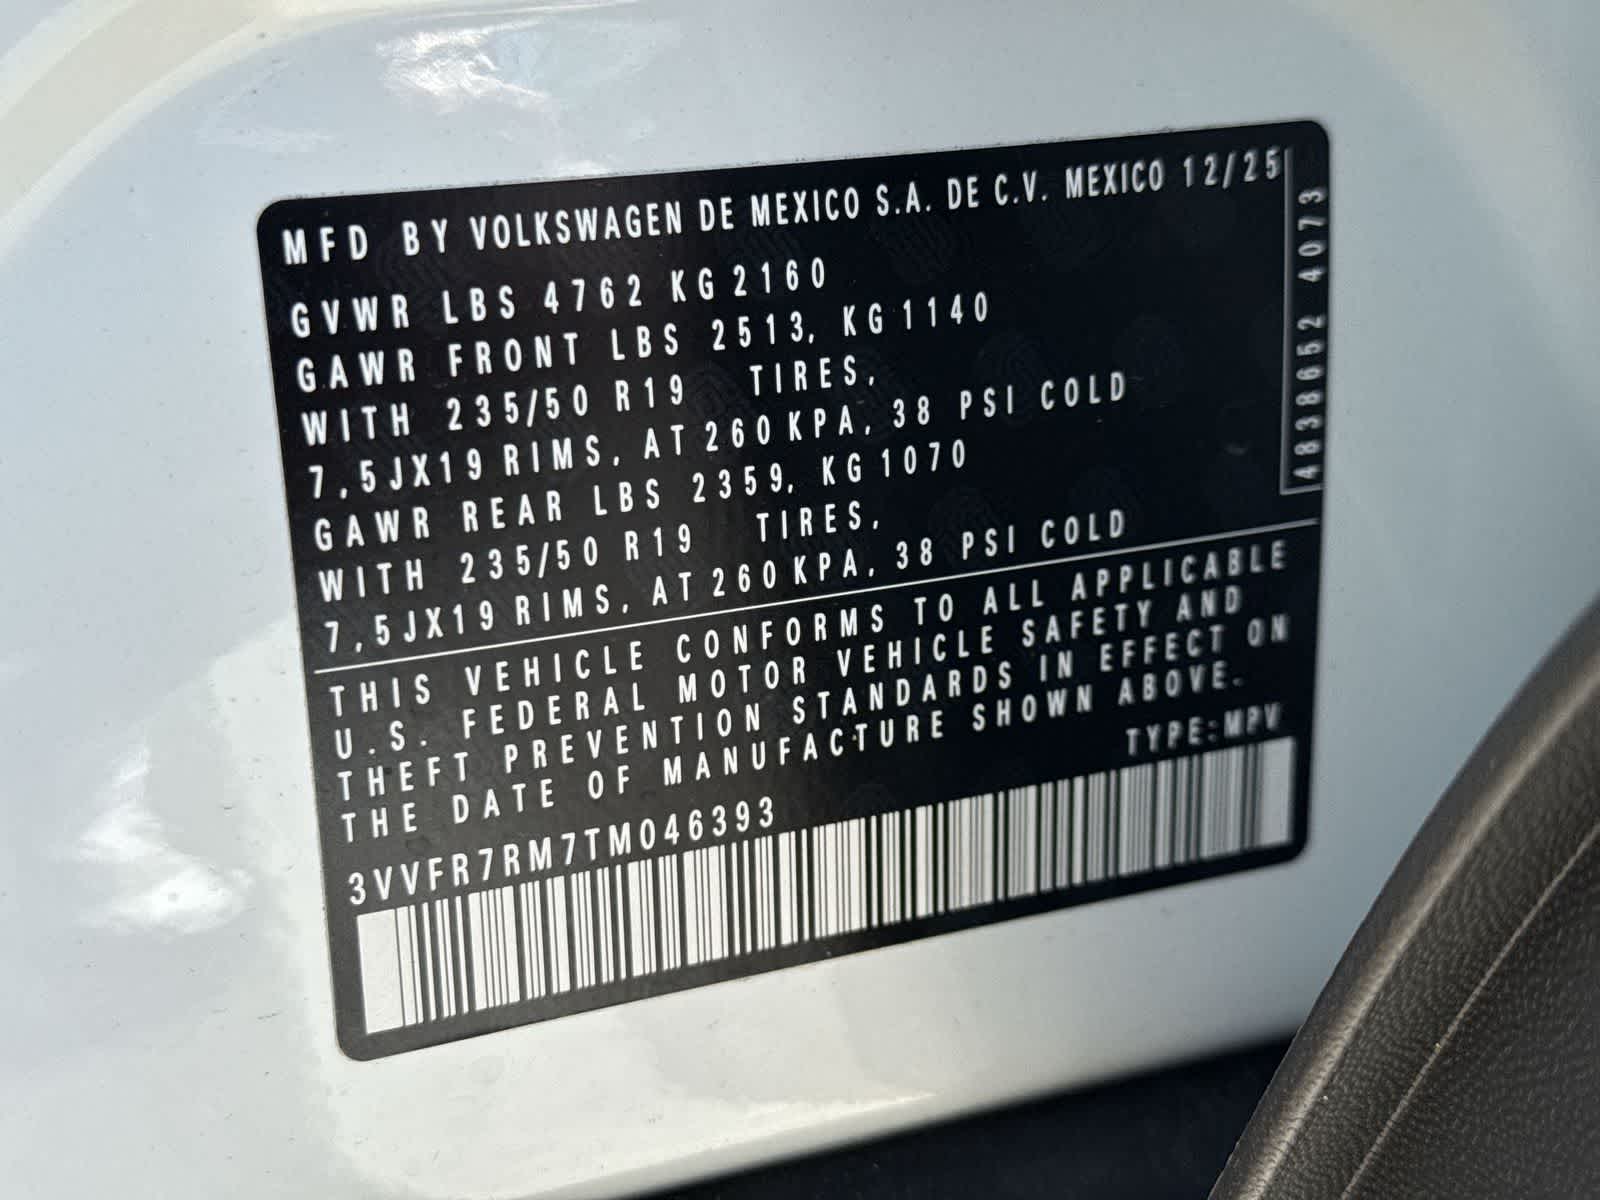 MFD BY VOLKSWAGEN DE MEXICO S.A. DE C.V. MEXICO 12/25
GVWR LBS 4762 KG 2160
GAWR FRONT LBS 2513, KG 1140
WITH 235/50 R19 TIRES,
7,5JX19 RIMS, AT 260 KPA, 38 PSI COLD
GAWR REAR LBS 2359, KG 1070
WITH 235/50 R19 TIRES,
7,5JX19 RIMS, AT 260 KPA, 38 PSI COLD
4838652 4073
THIS VEHICLE CONFORMS TO ALL APPLICABLE
U.S. FEDERAL MOTOR VEHICLE SAFETY AND
THEFT PREVENTION STANDARDS IN EFFECT ON
THE DATE OF MANUFACTURE SHOWN ABOVE.
TYPE:MPV
3VVFR7RM7TM046393